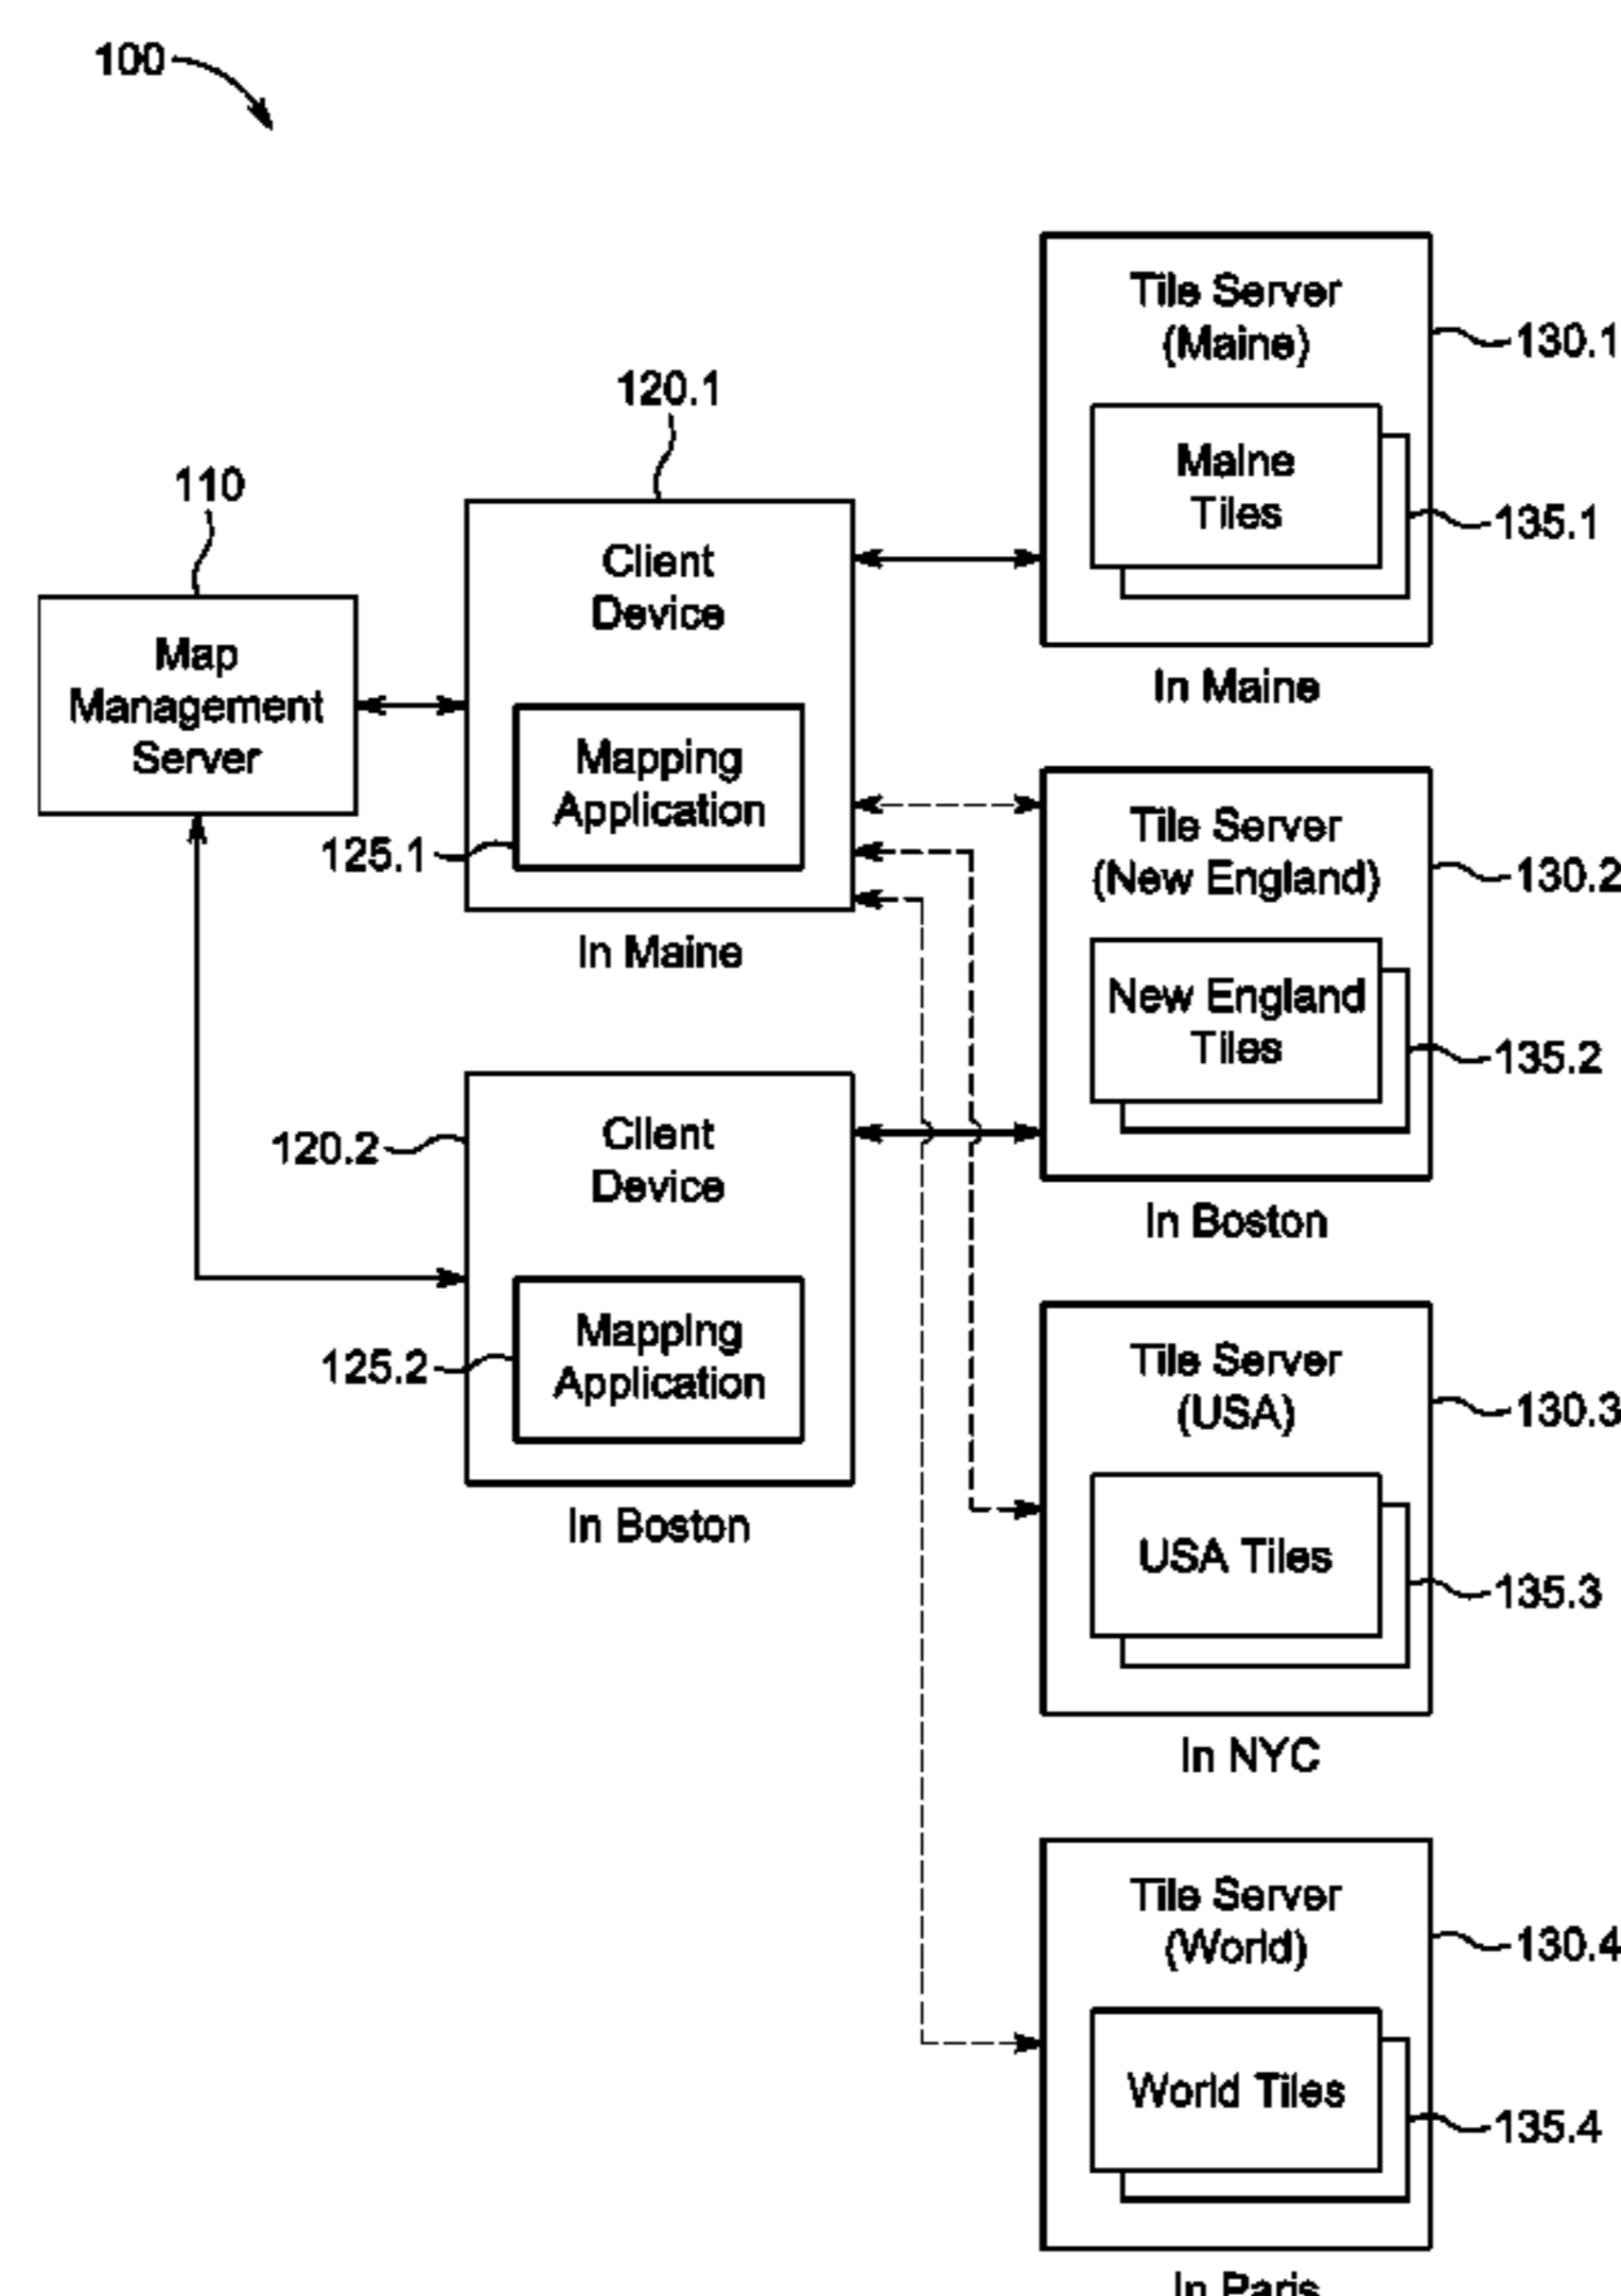 100
110
Map
Management
Server
120.1
Client
Device
Mapping
Application
125.1
In Maine
120.2
Client
Device
Mapping
Application
125.2
In Boston
Tile Server
(Maine)
130.1
Maine
Tiles
135.1
In Maine
Tile Server
(New England)
130.2
New England
Tiles
135.2
In Boston
Tile Server
(USA)
130.3
USA Tiles
135.3
In NYC
Tile Server
(World)
130.4
World Tiles
135.4
In Paris